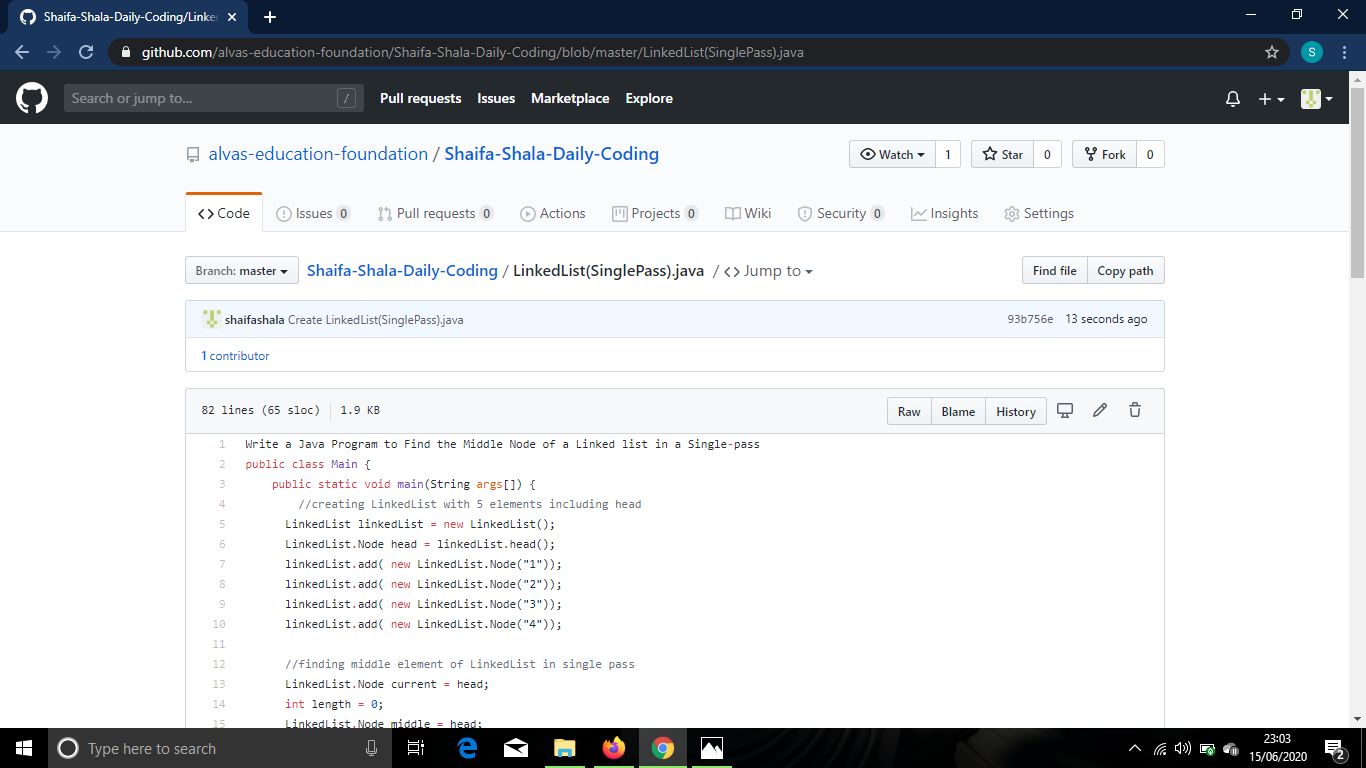 Shaifa-Shala-Daily-Coding/Linke
github.com/alvas-education-foundation/Shaifa-Shala-Daily-Coding/blob/master/LinkedList(SinglePass).java
S
Search or jump to...
/
Pull requests Issues Marketplace Explore
alvas-education-foundation / Shaifa-Shala-Daily-Coding
Watch 1 Star 0 Fork 0
Code Issues 0 Pull requests 0 Actions Projects 0 Wiki Security 0 Insights Settings
Branch: master Shaifa-Shala-Daily-Coding / LinkedList(SinglePass).java / <> Jump to Find file Copy path
shaifashala Create LinkedList(SinglePass).java 93b756e 13 seconds ago
1 contributor
82 lines (65 sloc) 1.9 KB Raw Blame History
1 Write a Java Program to Find the Middle Node of a Linked list in a Single-pass
2 public class Main {
3 public static void main(String args[]) {
4 //creating LinkedList with 5 elements including head
5 LinkedList linkedList = new LinkedList();
6 LinkedList.Node head = linkedList.head();
7 linkedList.add( new LinkedList.Node("1"));
8 linkedList.add( new LinkedList.Node("2"));
9 linkedList.add( new LinkedList.Node("3"));
10 linkedList.add( new LinkedList.Node("4"));
11
12 //finding middle element of LinkedList in single pass
13 LinkedList.Node current = head;
14 int length = 0;
15 LinkedList.Node middle = head;
Type here to search
23:03
15/06/2020
2